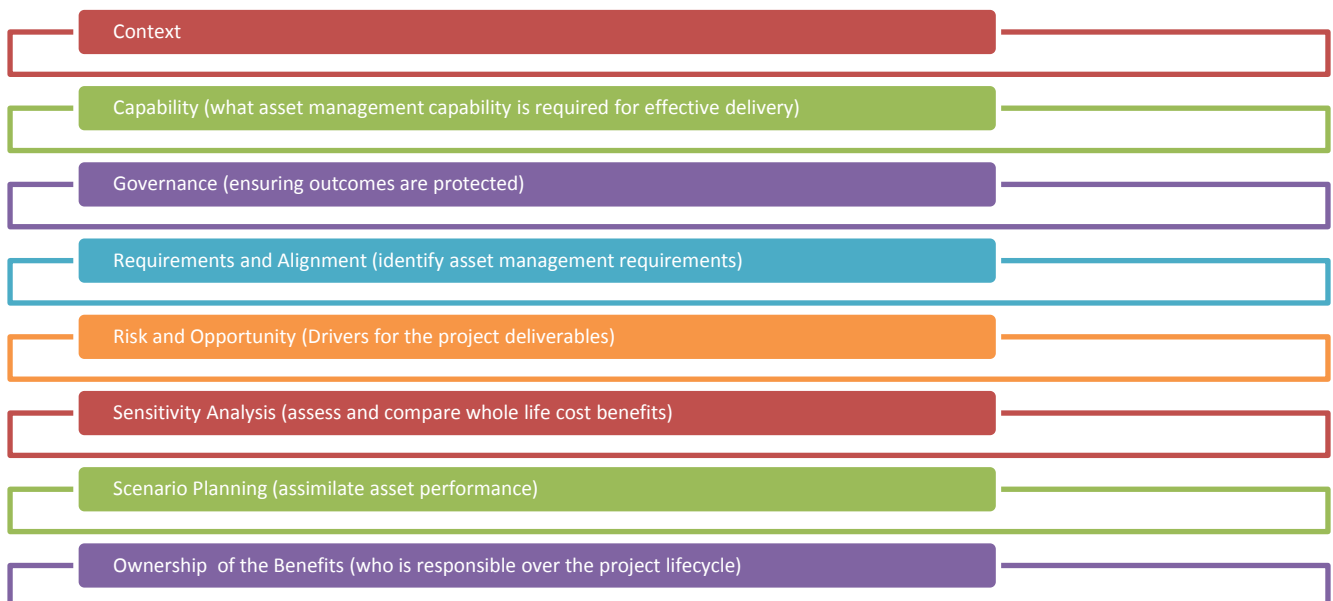 Context
Capability (what asset management capability is required for effective delivery)
Governance (ensuring outcomes are protected)
Requirements and Alignment (identify asset management requirements)
Risk and Opportunity (Drivers for the project deliverables)
Sensitivity Analysis (assess and compare whole life cost benefits)
Scenario Planning (assimilate asset performance)
Ownership  of the Benefits (who is responsible over the project lifecycle)